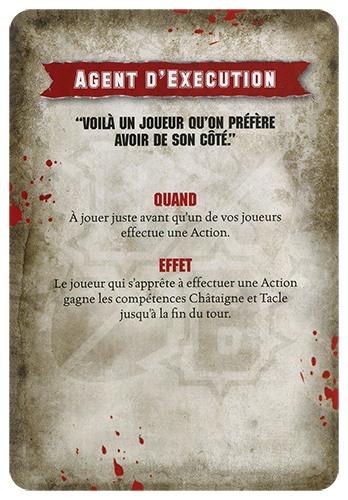 AGENT D'EXECUTION
"VOILÀ UN JOUEUR QU'ON PRÉFÈRE
AVOIR DE SON CÔTÉ."
QUAND
À jouer juste avant qu'un de vos joueurs
effectue une Action.
EFFET
Le joueur qui s'apprête à effectuer une Action
gagne les compétences Châtaigne et Tacle
jusqu'à la fin du tour.